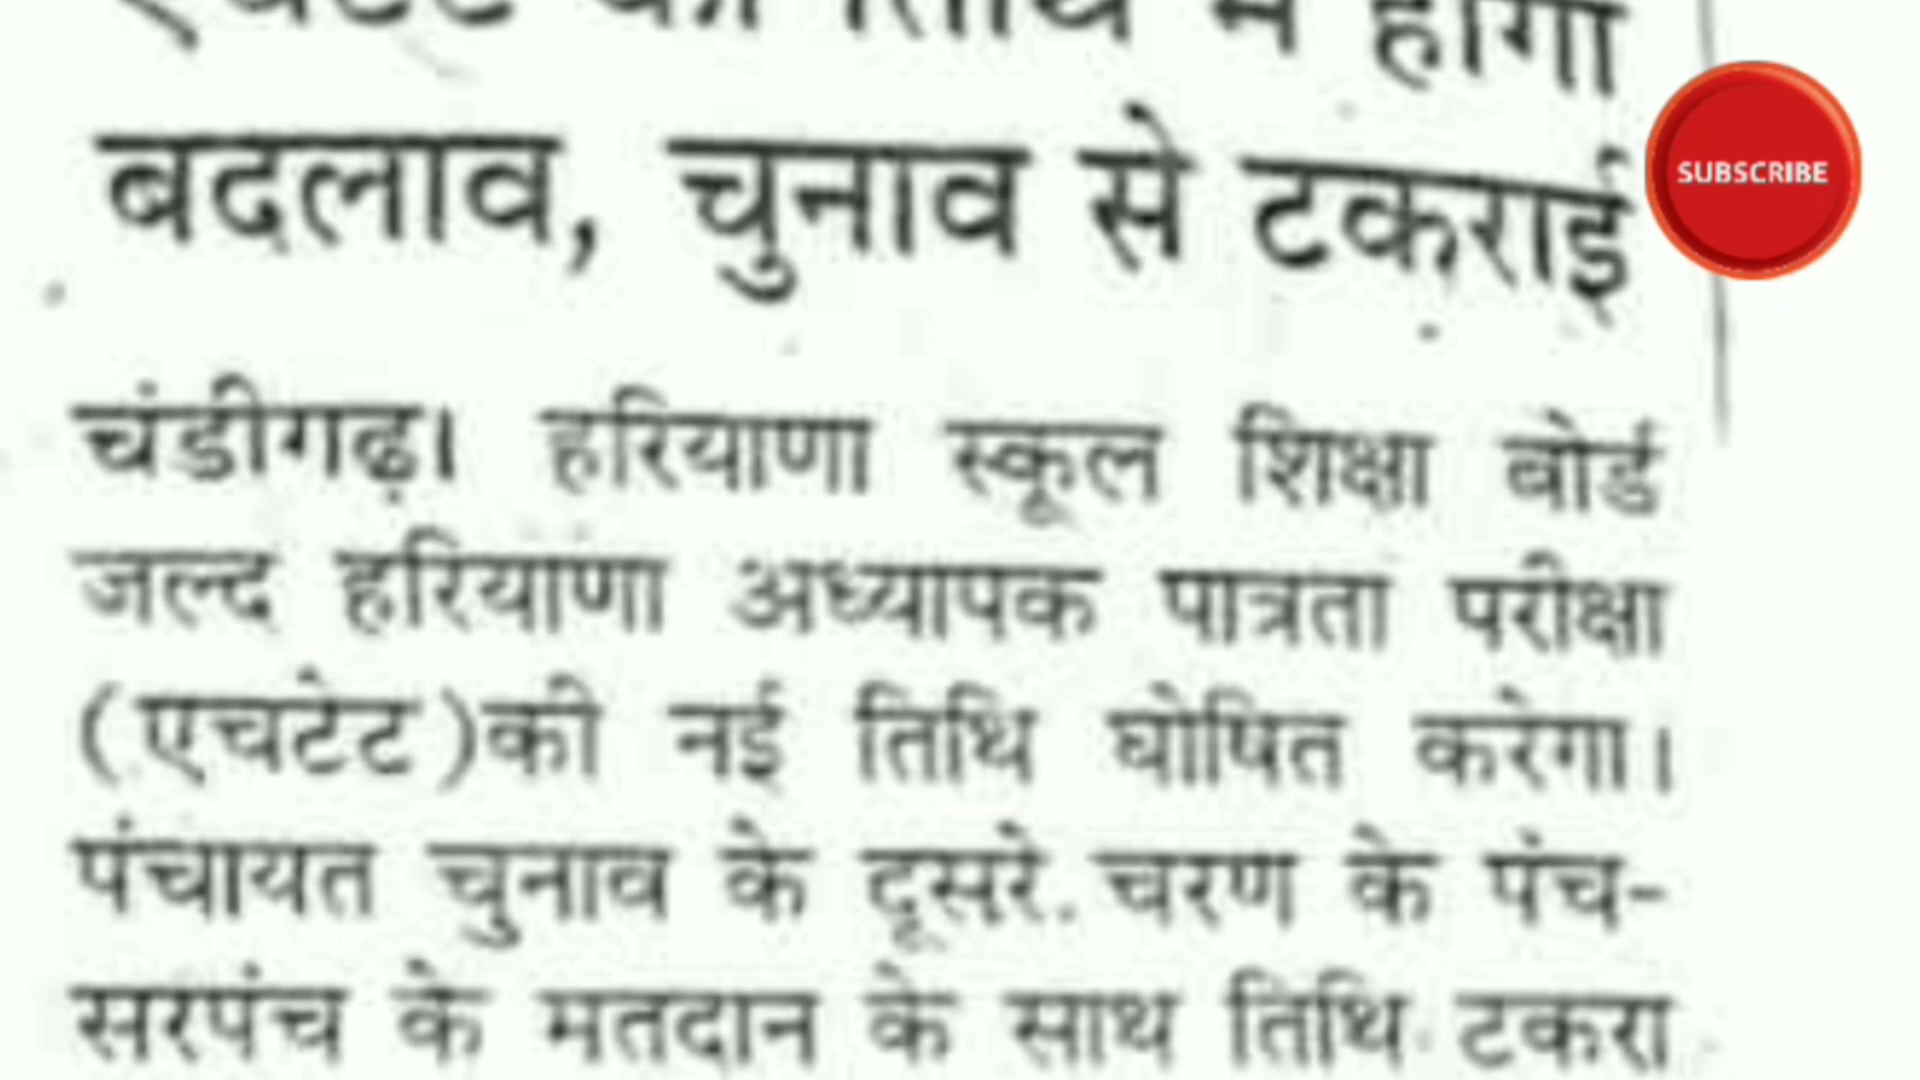 एचटेट की तिथि में होगा
बदलाव, चुनाव से टकराई
SUBSCRIBE
चंडीगढ़। हरियाणा स्कूल शिक्षा बोर्ड
जल्द हरियाणा अध्यापक पात्रता परीक्षा
(एचटेट)की नई तिथि घोषित करेगा।
पंचायत चुनाव के दूसरे चरण के पंच-
सरपंच के मतदान के साथ तिथि टकरा